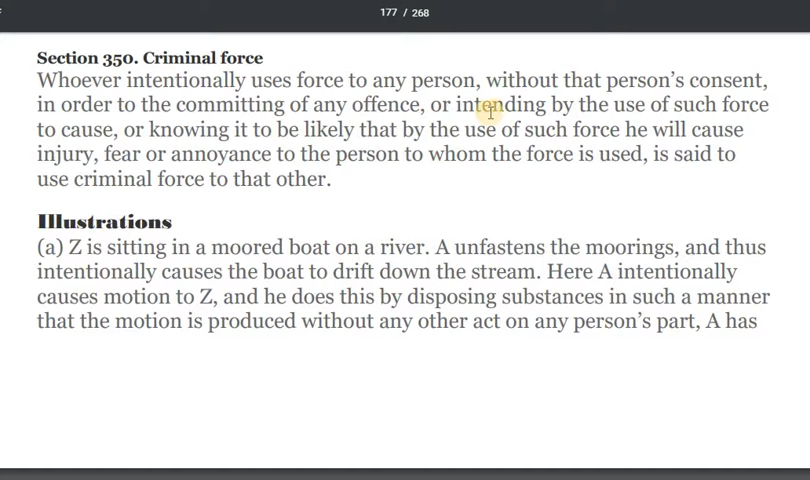 177 / 268
Section 350. Criminal force
Whoever intentionally uses force to any person, without that person's consent,
in order to the committing of any offence, or intending by the use of such force
to cause, or knowing it to be likely that by the use of such force he will cause
injury, fear or annoyance to the person to whom the force is used, is said to
use criminal force to that other.
Illustrations
(a) Z is sitting in a moored boat on a river. A unfastens the moorings, and thus
intentionally causes the boat to drift down the stream. Here A intentionally
causes motion to Z, and he does this by disposing substances in such a manner
that the motion is produced without any other act on any person's part, A has